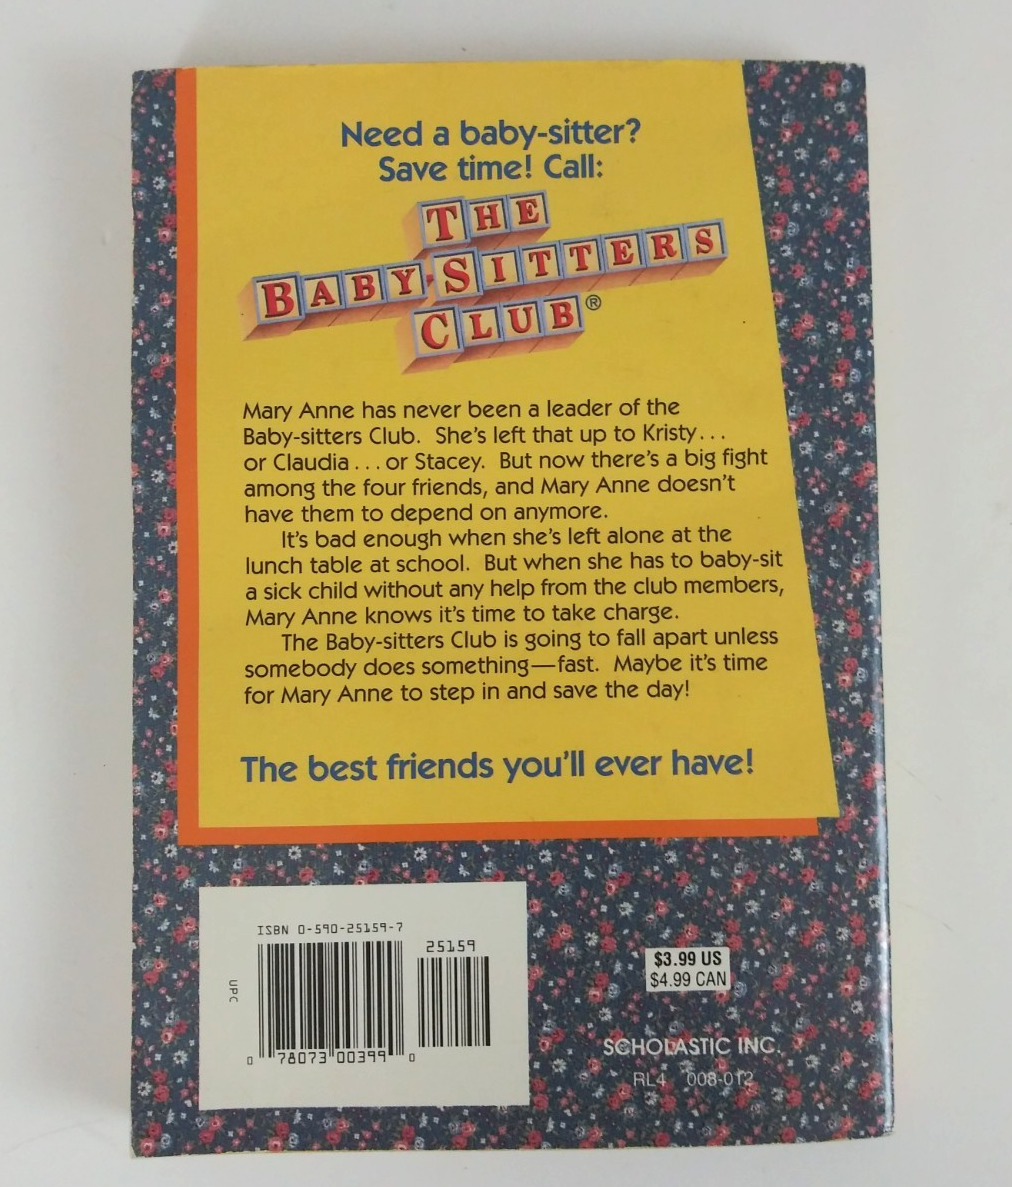 Need a baby-sitter?
Save time! Call:
THE
BABY-SITTERS
CLUB®
Mary Anne has never been a leader of the
Baby-sitters Club. She's left that up to Kristy...
or Claudia...or Stacey. But now there's a big fight
among the four friends, and Mary Anne doesn't
have them to depend on anymore.
It's bad enough when she's left alone at the
lunch table at school. But when she has to baby-sit
a sick child without any help from the club members,
Mary Anne knows it's time to take charge.
The Baby-sitters Club is going to fall apart unless
somebody does something—fast. Maybe it's time
for Mary Anne to step in and save the day!
The best friends you'll ever have!
ISBN 0-590-25159-7
25159
UPC
0 78073 00399 0
$3.99 US
$4.99 CAN
SCHOLASTIC INC.
RL4 008-012